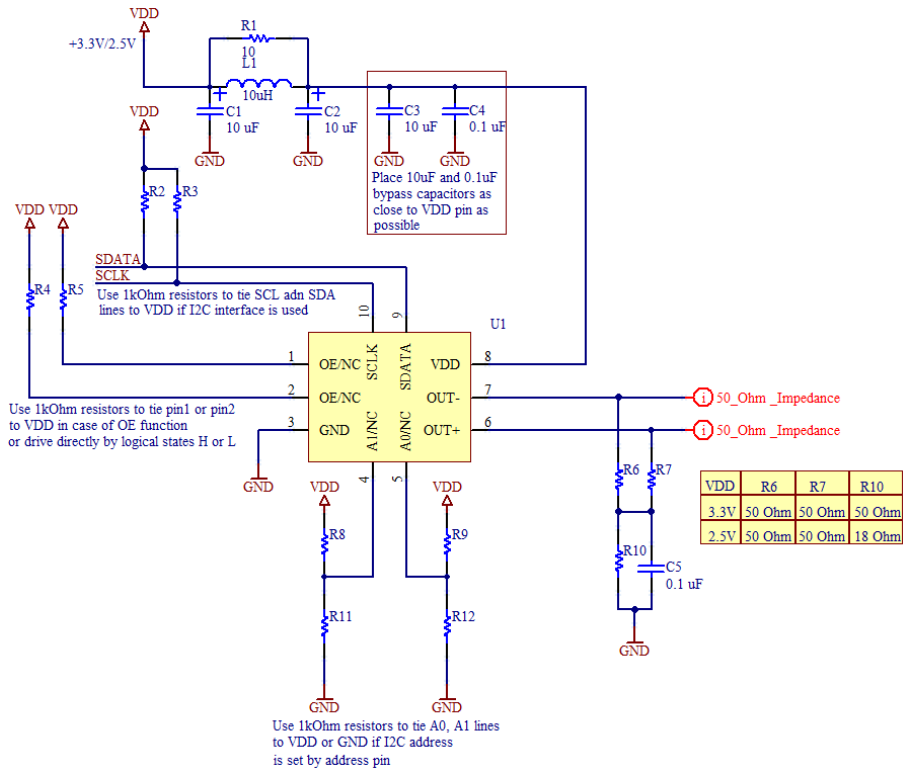 VDD
+3.3V/2.5V
R1
10
L1
10uH
C1
10 uF
C2
10 uF
C3
10 uF
C4
0.1 uF
GND
GND
GND
GND
Place 10uF and 0.1uF
bypass capacitors as
close to VDD pin as
possible
VDD
R2
R3
VDD
VDD
SDATA
SCLK
R4
R5
Use 1kOhm resistors to tie SCL adn SDA
lines to VDD if I2C interface is used
U1
10
9
1
OE/NC
SCLK
SDATA
VDD
8
2
OE/NC
OUT-
7
50_Ohm _Impedance
3
GND
A1/NC
A0/NC
OUT+
6
50_Ohm _Impedance
4
5
Use 1kOhm resistors to tie pin1 or pin2
to VDD in case of OE function
or drive directly by logical states H or L
GND
R6
R7
R10
C5
0.1 uF
GND
VDD R6 R7 R10
3.3V 50 Ohm 50 Ohm 50 Ohm
2.5V 50 Ohm 50 Ohm 18 Ohm
VDD
VDD
R8
R9
R11
R12
GND
GND
Use 1kOhm resistors to tie A0, A1 lines
to VDD or GND if I2C address
is set by address pin